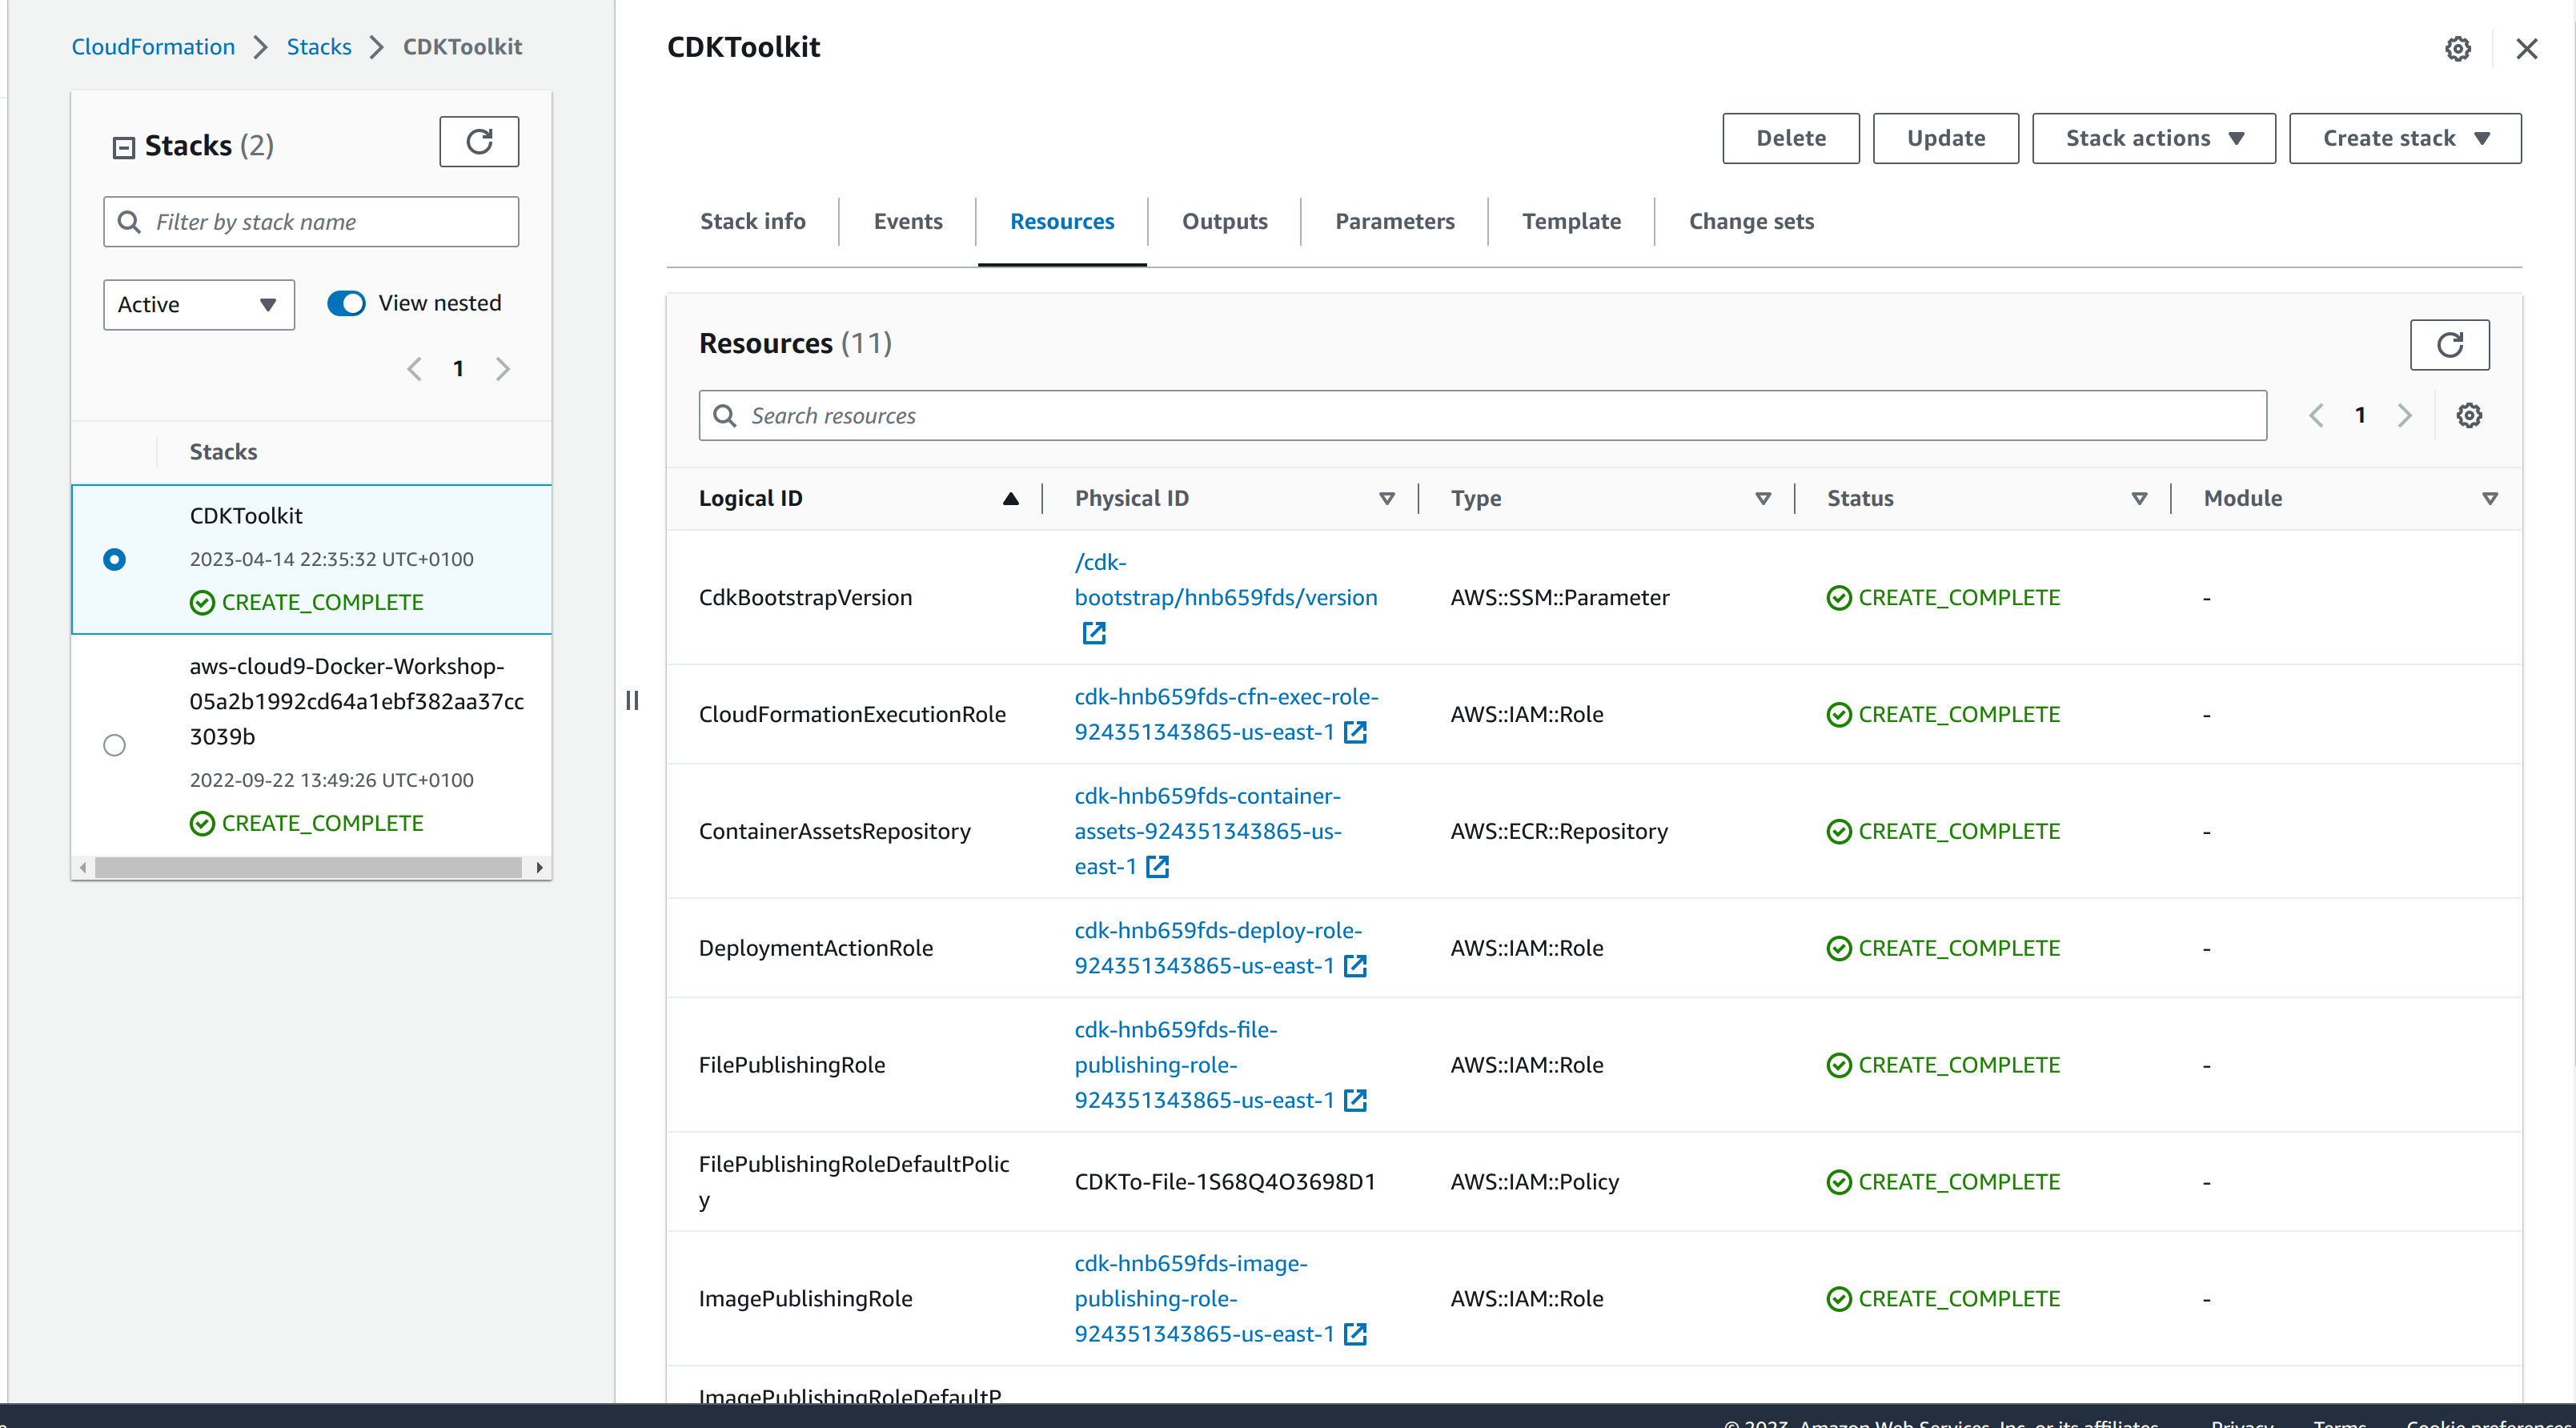 CloudFormation > Stacks > CDKToolkit
Stacks (2)
Filter by stack name
Active
View nested
1
Stacks
CDKToolkit
2023-04-14 22:35:32 UTC+0100
CREATE_COMPLETE
aws-cloud9-Docker-Workshop-
05a2b1992cd64a1ebf382aa37cc
3039b
2022-09-22 13:49:26 UTC+0100
CREATE_COMPLETE
CDKToolkit
Delete
Update
Stack actions
Create stack
Stack info
Events
Resources
Outputs
Parameters
Template
Change sets
Resources (11)
Search resources
1
Logical ID
Physical ID
Type
Status
Module
CdkBootstrapVersion
/cdk-
bootstrap/hnb659fds/version
AWS::SSM::Parameter
CREATE_COMPLETE
-
CloudFormationExecutionRole
cdk-hnb659fds-cfn-exec-role-
924351343865-us-east-1
AWS::IAM::Role
CREATE_COMPLETE
-
ContainerAssetsRepository
cdk-hnb659fds-container-
assets-924351343865-us-
east-1
AWS::ECR::Repository
CREATE_COMPLETE
-
DeploymentActionRole
cdk-hnb659fds-deploy-role-
924351343865-us-east-1
AWS::IAM::Role
CREATE_COMPLETE
-
FilePublishingRole
cdk-hnb659fds-file-
publishing-role-
924351343865-us-east-1
AWS::IAM::Role
CREATE_COMPLETE
-
FilePublishingRoleDefaultPolic
y
CDKTo-File-1S68Q4O3698D1
AWS::IAM::Policy
CREATE_COMPLETE
-
ImagePublishingRole
cdk-hnb659fds-image-
publishing-role-
924351343865-us-east-1
AWS::IAM::Role
CREATE_COMPLETE
-
ImagePublishingRoleDefaultP
© 2023, Amazon Web Services, Inc. or its affiliates.
Privacy
Terms
Cookie preferences